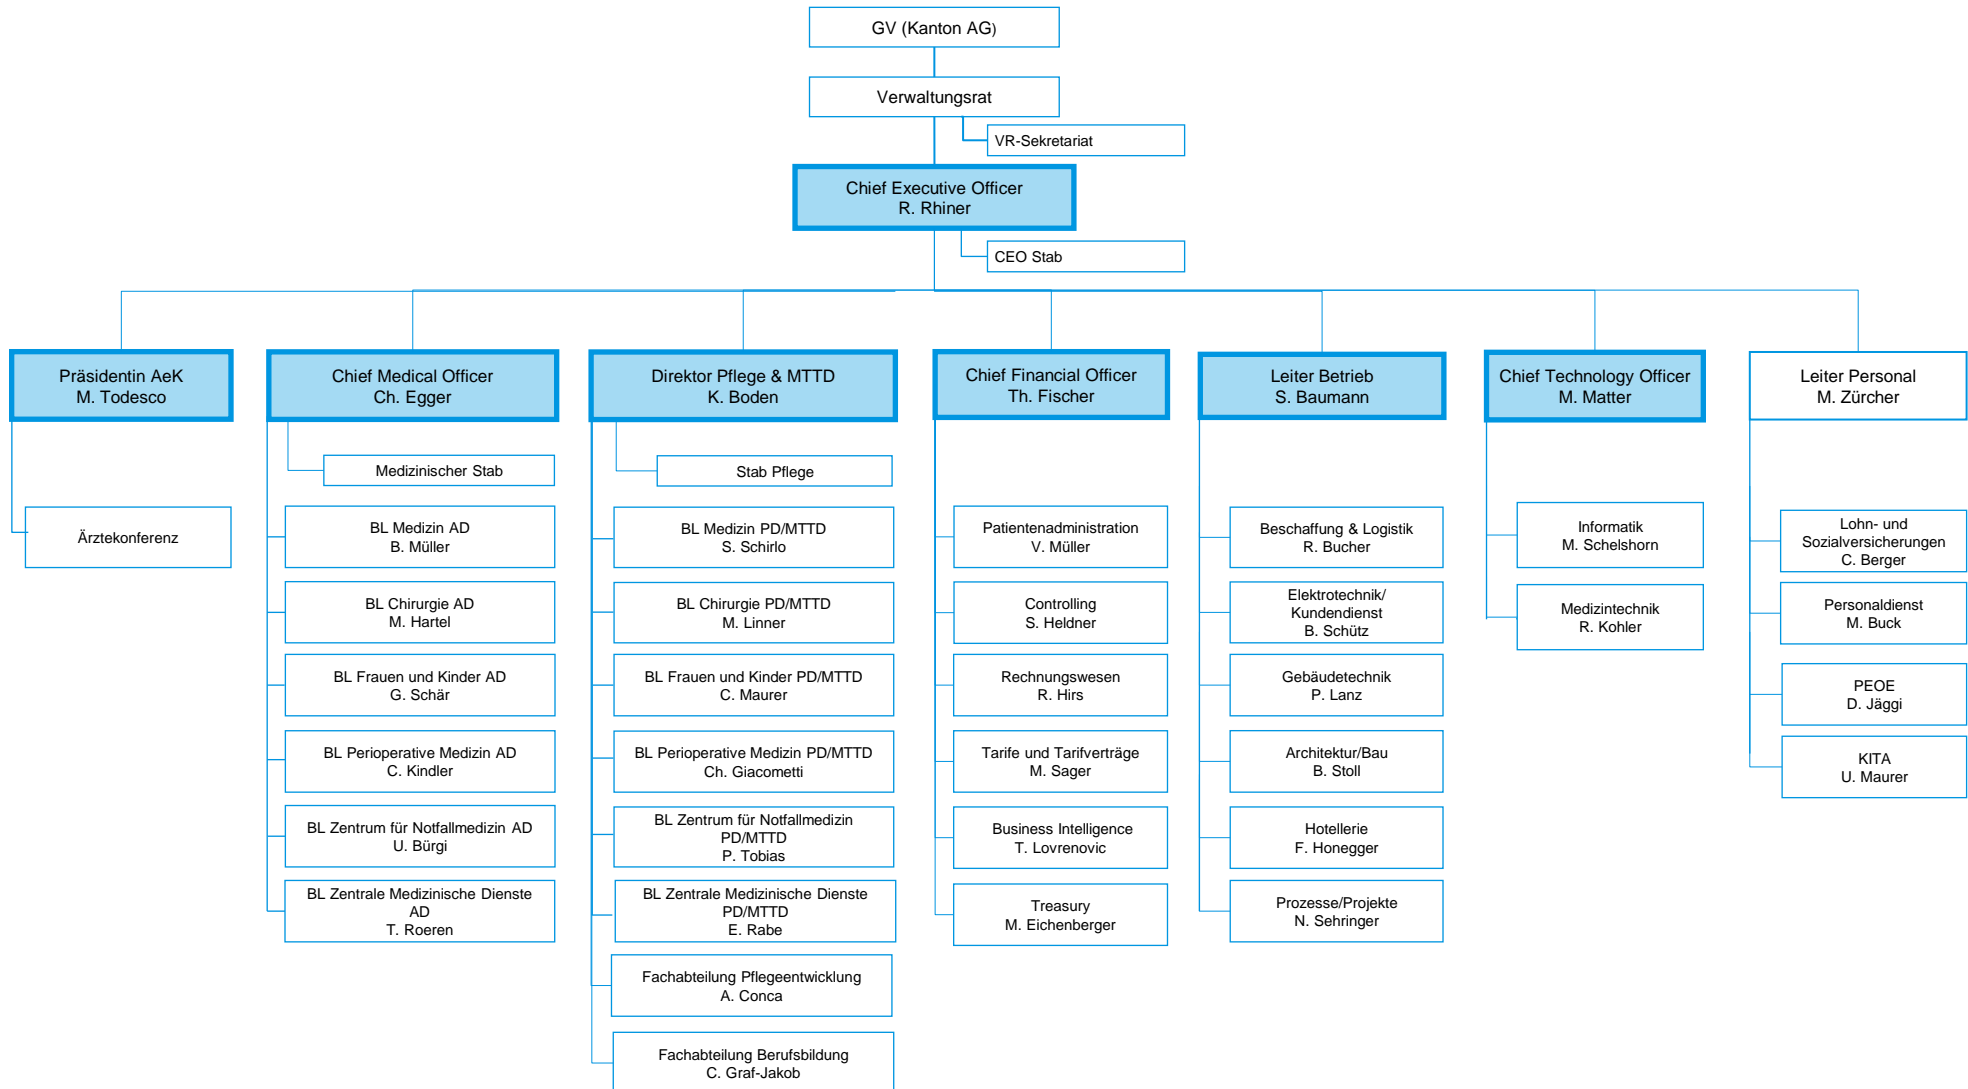 GV (Kanton AG)
Verwaltungsrat
VR-Sekretariat
Chief Executive Officer
R. Rhiner
CEO Stab
Präsidentin AeK
M. Todesco
Ärztekonferenz
Chief Medical Officer
Ch. Egger
Medizinischer Stab
BL Medizin AD
B. Müller
BL Chirurgie AD
M. Hartel
BL Frauen und Kinder AD
G. Schär
BL Perioperative Medizin AD
C. Kindler
BL Zentrum für Notfallmedizin AD
U. Bürgi
BL Zentrale Medizinische Dienste
AD
T. Roeren
Direktor Pflege & MTTD
K. Boden
Stab Pflege
BL Medizin PD/MTTD
S. Schirlo
BL Chirurgie PD/MTTD
M. Linner
BL Frauen und Kinder PD/MTTD
C. Maurer
BL Perioperative Medizin PD/MTTD
Ch. Giacometti
BL Zentrum für Notfallmedizin
PD/MTTD
P. Tobias
BL Zentrale Medizinische Dienste
PD/MTTD
E. Rabe
Fachabteilung Pflegeentwicklung
A. Conca
Fachabteilung Berufsbildung
C. Graf-Jakob
Chief Financial Officer
Th. Fischer
Patientenadministration
V. Müller
Controlling
S. Heldner
Rechnungswesen
R. Hirs
Tarife und Tarifverträge
M. Sager
Business Intelligence
T. Lovrenovic
Treasury
M. Eichenberger
Leiter Betrieb
S. Baumann
Beschaffung & Logistik
R. Bucher
Elektrotechnik/
Kundendienst
B. Schütz
Gebäudetechnik
P. Lanz
Architektur/Bau
B. Stoll
Hotellerie
F. Honegger
Prozesse/Projekte
N. Sehringer
Chief Technology Officer
M. Matter
Informatik
M. Schelshorn
Medizintechnik
R. Kohler
Leiter Personal
M. Zürcher
Lohn- und
Sozialversicherungen
C. Berger
Personaldienst
M. Buck
PEOE
D. Jäggi
KITA
U. Maurer